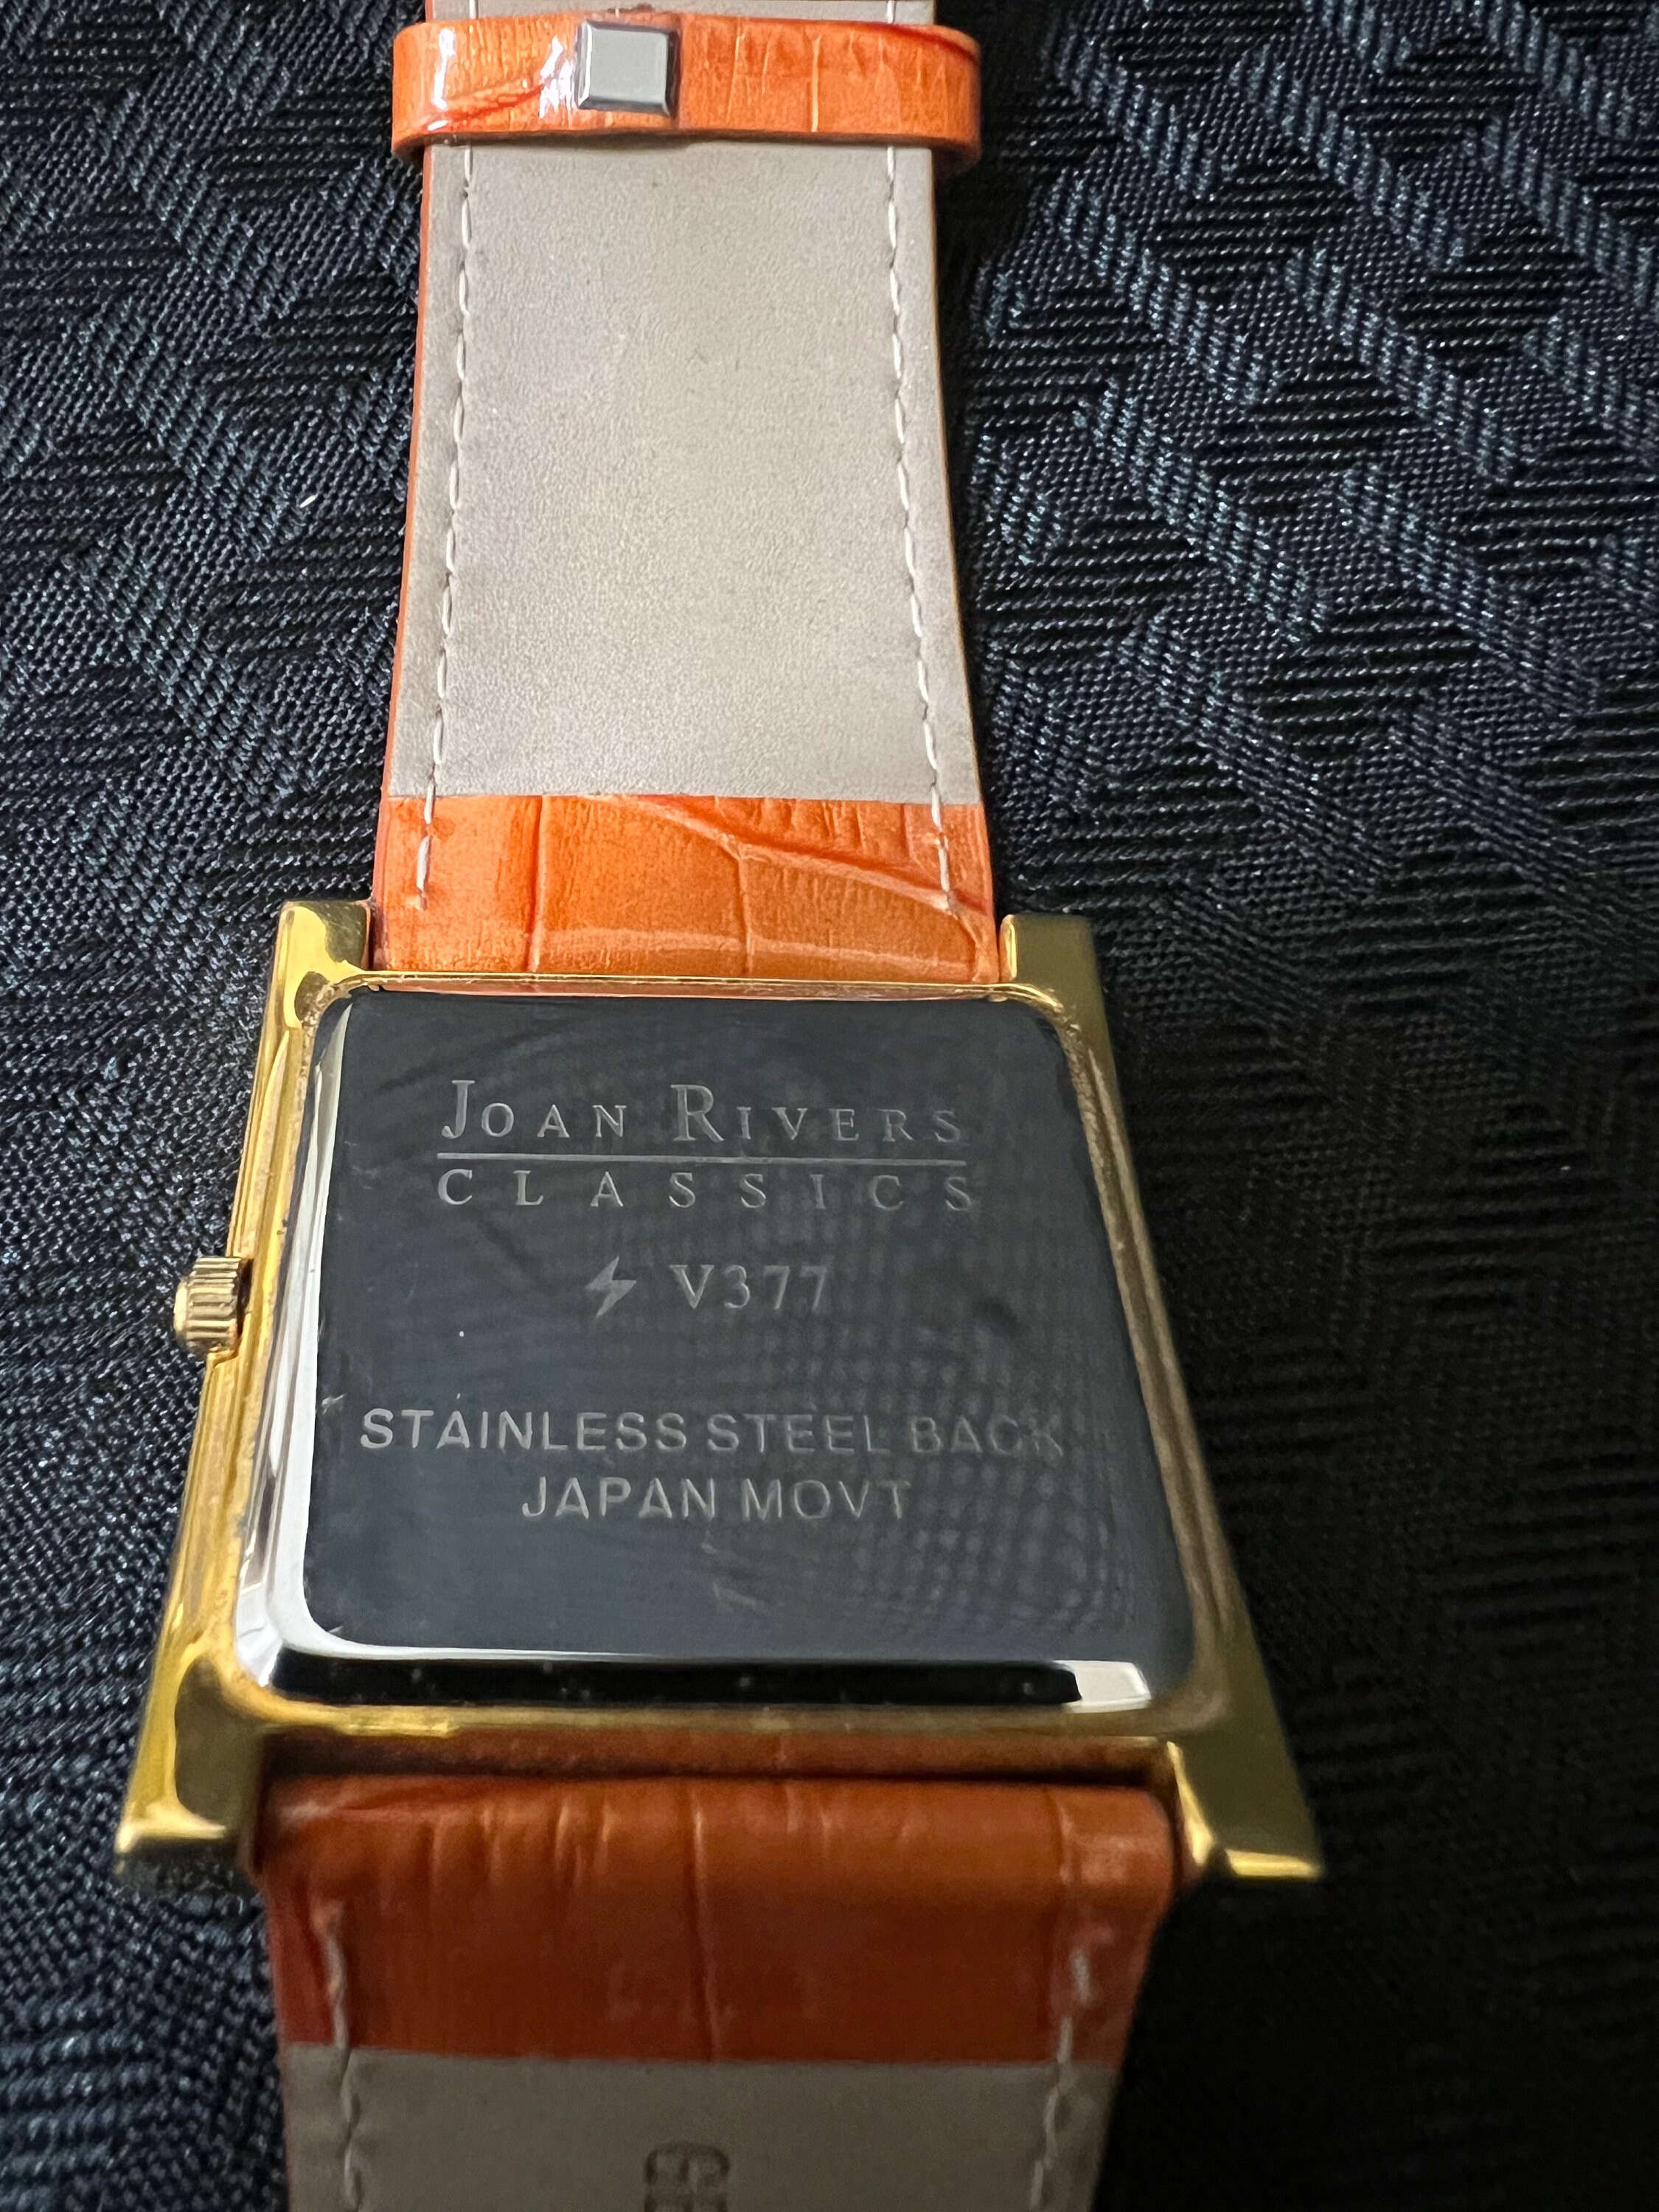 JOAN RIVERS
CLASSICS
V377
STAINLESS STEEL BACK
JAPAN MOVT